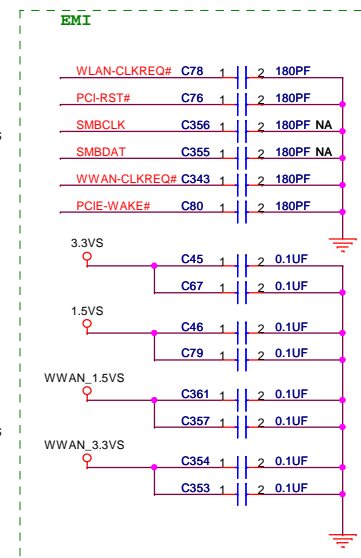 EMI
WLAN-CLKREQ# C78 1 2 180PF
PCI-RST# C76 1 2 180PF
SMBCLK C356 1 2 180PF NA
SMBDAT C355 1 2 180PF NA
WWAN-CLKREQ# C343 1 2 180PF
PCIE-WAKE# C80 1 2 180PF
3.3VS
C45 1 2 0.1UF
C67 1 2 0.1UF
1.5VS
C46 1 2 0.1UF
C79 1 2 0.1UF
WWAN_1.5VS
C361 1 2 0.1UF
C357 1 2 0.1UF
WWAN_3.3VS
C354 1 2 0.1UF
C353 1 2 0.1UF